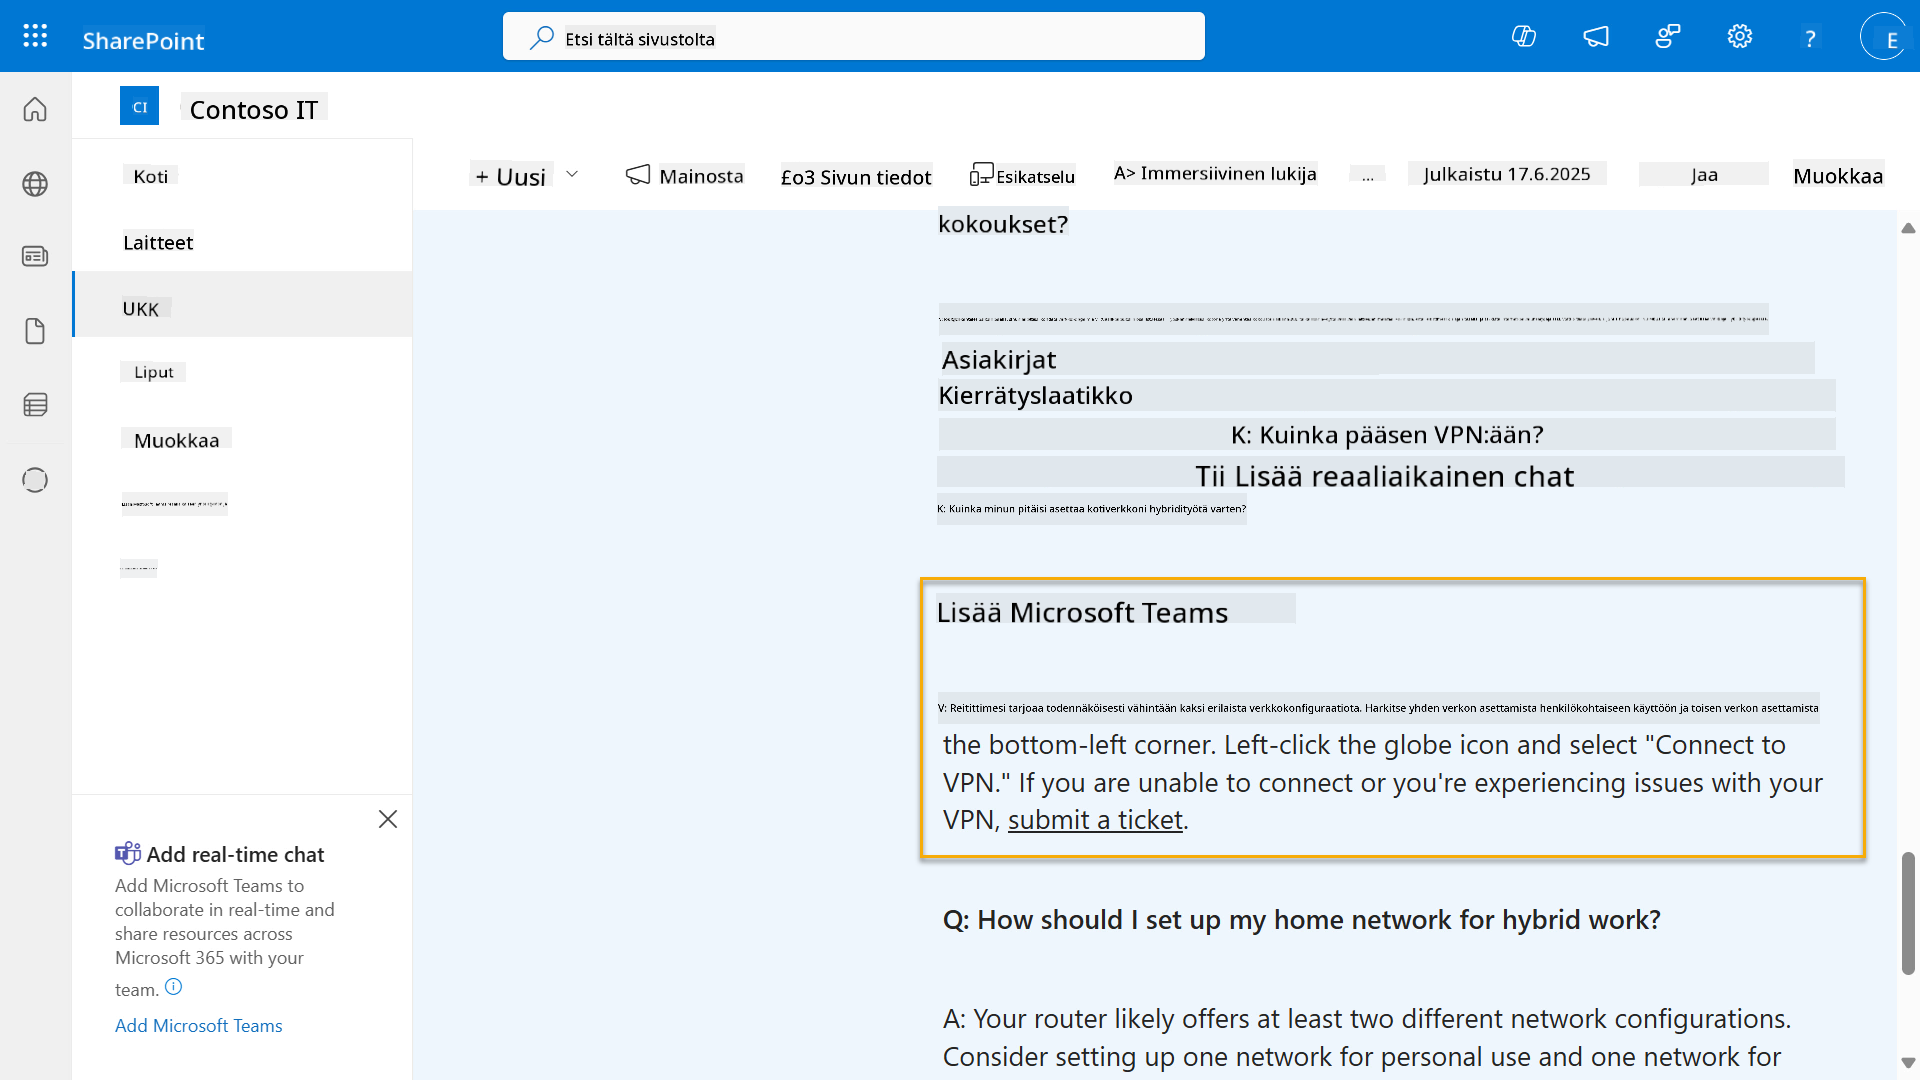 SharePoint
Etsi tältä sivustolta
?
E
CI
Contoso IT
Koti
Laitteet
UKK
Liput
Muokkaa
+ Uusi
Mainosta
£o3 Sivun tiedot
Esikatselu
A> Immersiivinen lukija
...
Julkaistu 17.6.2025
Jaa
Muokkaa
kokoukset?
Asiakirjat
Kierrätyslaatikko
K: Kuinka pääsen VPN:ään?
Tii Lisää reaaliaikainen chat
K: Kuinka minun pitäisi asettaa kotiverkkoni hybridityötä varten?
Lisää Microsoft Teams
V: Reitittimesi tarjoaa todennäköisesti vähintään kaksi erilaista verkkokonfiguraatiota. Harkitse yhden verkon asettamista henkilökohtaiseen käyttöön ja toisen verkon asettamista
the bottom-left corner. Left-click the globe icon and select "Connect to
VPN." If you are unable to connect or you're experiencing issues with your
VPN, submit a ticket.
Q: How should I set up my home network for hybrid work?
A: Your router likely offers at least two different network configurations.
Consider setting up one network for personal use and one network for
Add real-time chat
Add Microsoft Teams to
collaborate in real-time and
share resources across
Microsoft 365 with your
team.
Add Microsoft Teams